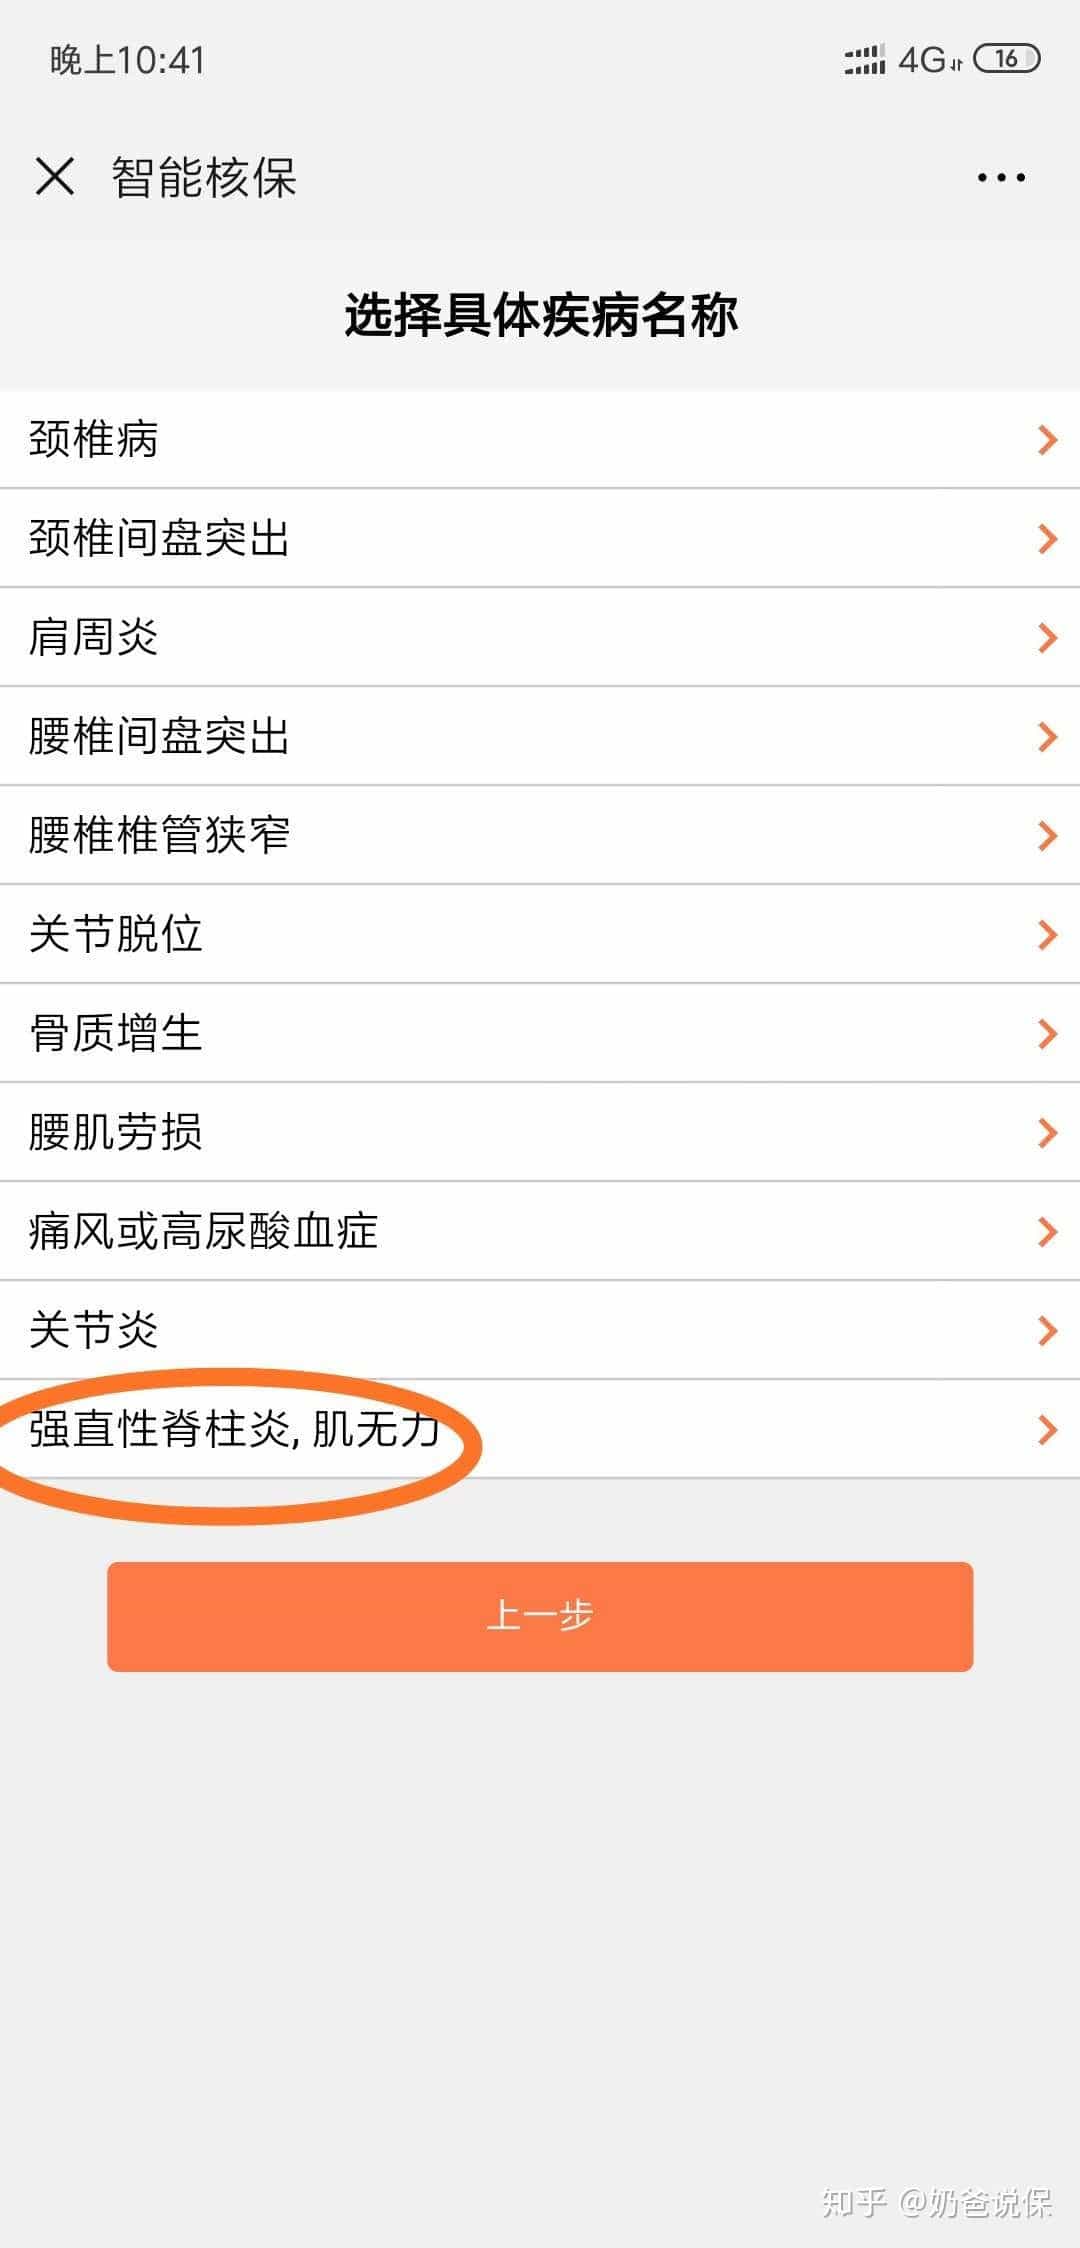 晚上10:41
4G 16
智能核保
选择具体疾病名称
颈椎病
颈椎间盘突出
肩周炎
腰椎间盘突出
腰椎椎管狭窄
关节脱位
骨质增生
腰肌劳损
痛风或高尿酸血症
关节炎
强直性脊柱炎, 肌无力
上一步
知乎 @奶爸说保